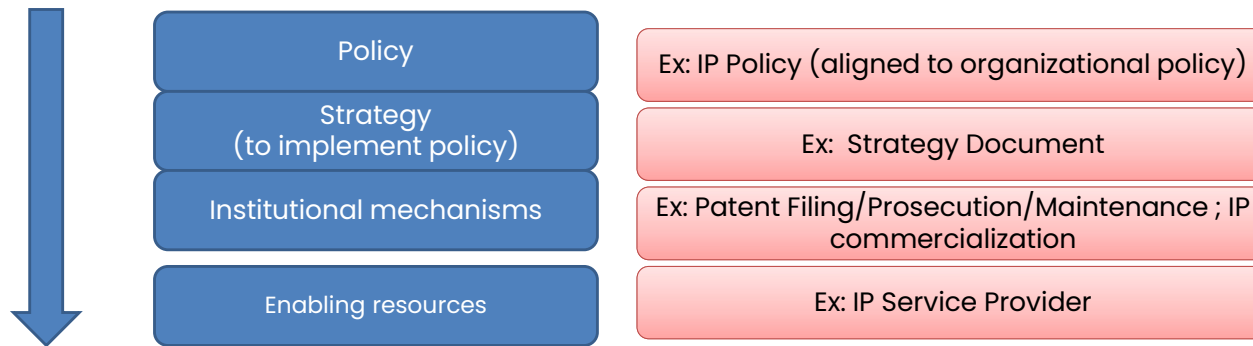 Policy
Ex: IP Policy (aligned to organizational policy)
Strategy
(to implement policy)
Ex: Strategy Document
Institutional mechanisms
Ex: Patent Filing/Prosecution/Maintenance ; IP
commercialization
Enabling resources
Ex: IP Service Provider